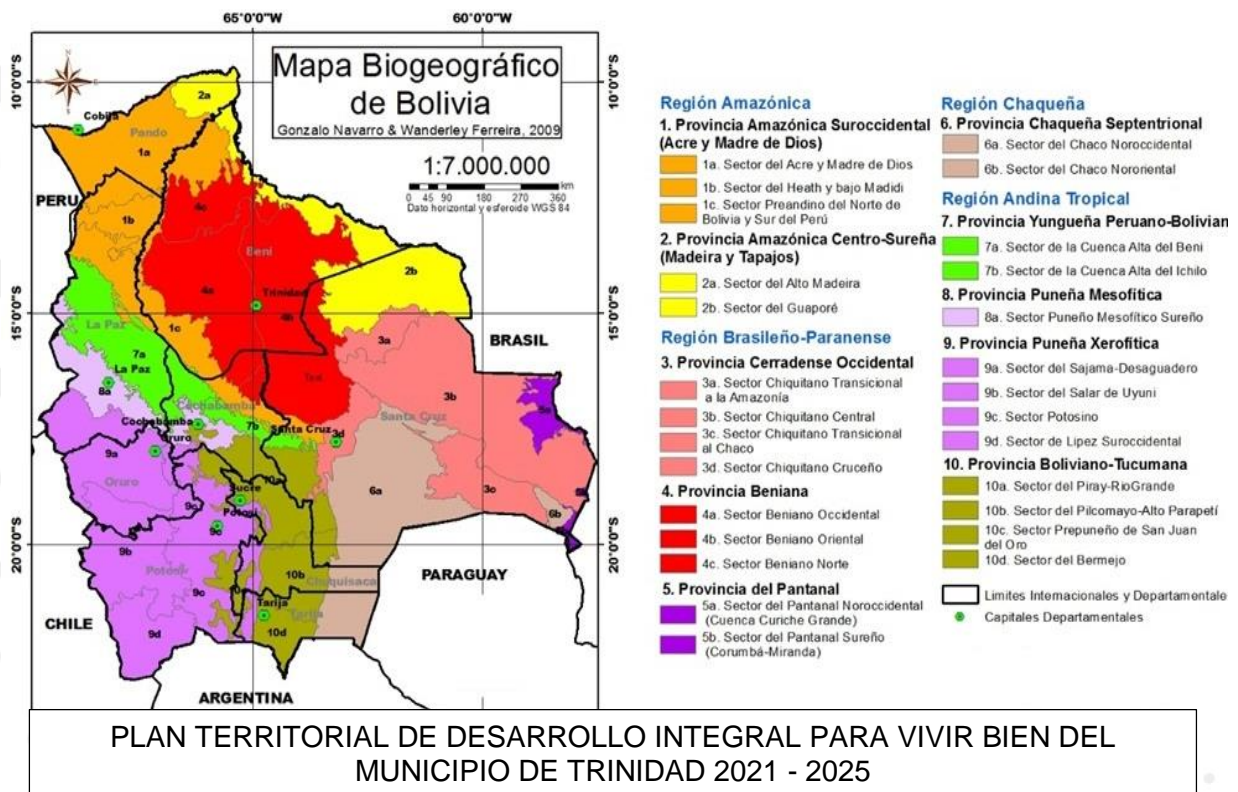 65°0'0"W
60°0'0"W
10°0'0"S
10°0'0"S
15°0'0"S
15°0'0"S
20°0'0"S
20°0'0"S
Mapa Biogeográfico
de Bolivia
Gonzalo Navarro & Wanderley Ferreira, 2009
1:7.000.000
km
0 45 90 180 270 360
Dato horizontal y esferoide WGS 84
2a
Cobija
Pando
1a
PERU
1b
4c
Beni
2b
4a
Trinidad
4b
1c
3a
BRASIL
La Paz
7a
La Paz
8a
3b
5a
Cochabamba
Santa Cruz
Cochabamba
7b
Santa Cruz
3d
Oruro
9a
6a
3c
Oruro
10a
Sucre
9c
Potosí
9c
6b
9b
10b
Potosí
Chuquisaca
PARAGUAY
9c
Tarija
Tarija
10d
CHILE
9d
ARGENTINA
Región Amazónica
1. Provincia Amazónica Suroccidental
(Acre y Madre de Dios)
1a. Sector del Acre y Madre de Dios
1b. Sector del Heath y bajo Madidi
1c. Sector Preandino del Norte de
Bolivia y Sur del Perú
2. Provincia Amazónica Centro-Sureña
(Madeira y Tapajos)
2a. Sector del Alto Madeira
2b. Sector del Guaporé
Región Brasileño-Paranense
3. Provincia Cerradense Occidental
3a. Sector Chiquitano Transicional
a la Amazonía
3b. Sector Chiquitano Central
3c. Sector Chiquitano Transicional
al Chaco
3d. Sector Chiquitano Cruceño
4. Provincia Beniana
4a. Sector Beniano Occidental
4b. Sector Beniano Oriental
4c. Sector Beniano Norte
5. Provincia del Pantanal
5a. Sector del Pantanal Noroccidental
(Cuenca Curiche Grande)
5b. Sector del Pantanal Sureño
(Corumbá-Miranda)
Región Chaqueña
6. Provincia Chaqueña Septentrional
6a. Sector del Chaco Noroccidental
6b. Sector del Chaco Nororiental
Región Andina Tropical
7. Provincia Yungueña Peruano-Bolivian
7a. Sector de la Cuenca Alta del Beni
7b. Sector de la Cuenca Alta del Ichilo
8. Provincia Puneña Mesofítica
8a. Sector Puneño Mesofítico Sureño
9. Provincia Puneña Xerofítica
9a. Sector del Sajama-Desaguadero
9b. Sector del Salar de Uyuni
9c. Sector Potosino
9d. Sector de Lipez Suroccidental
10. Provincia Boliviano-Tucumana
10a. Sector del Piray-RioGrande
10b. Sector del Pilcomayo-Alto Parapetí
10c. Sector Prepuneño de San Juan
del Oro
10d. Sector del Bermejo
Limites Internacionales y Departamentale
Capitales Departamentales
PLAN TERRITORIAL DE DESARROLLO INTEGRAL PARA VIVIR BIEN DEL
MUNICIPIO DE TRINIDAD 2021 - 2025